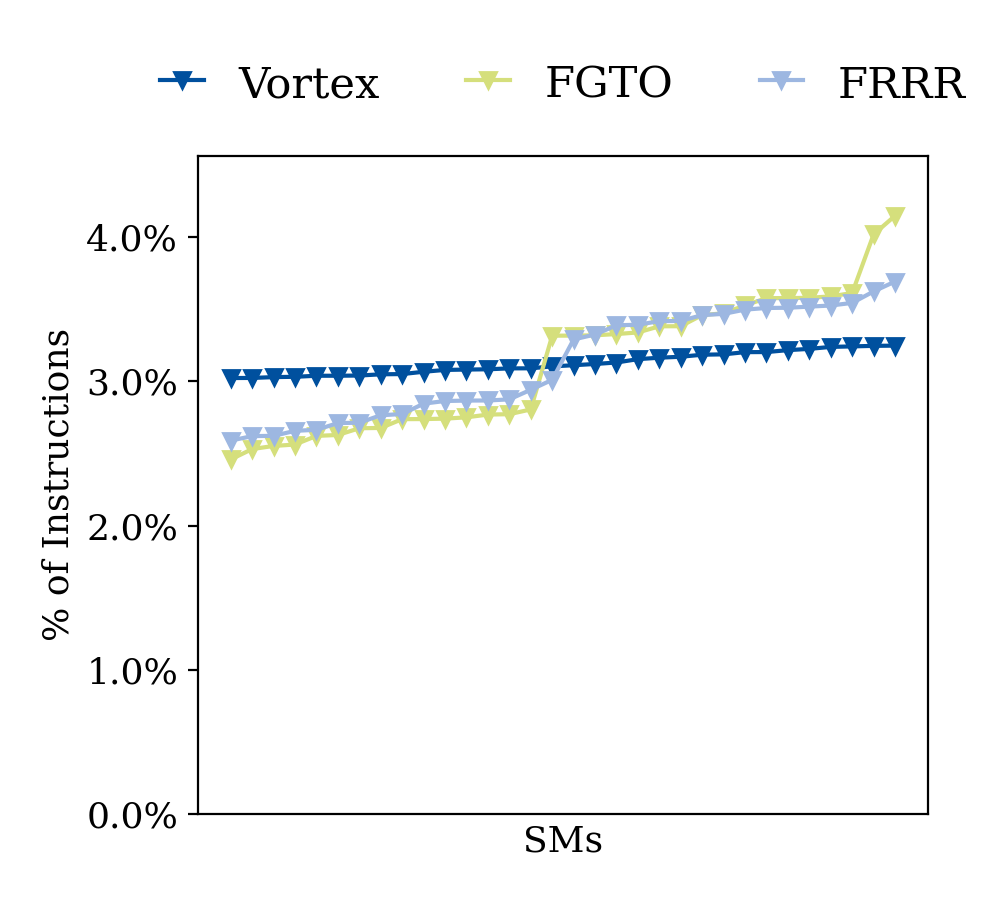 Vortex FGTO FRRR
4.0%
3.0%
2.0%
1.0%
0.0%
% of Instructions
SMs